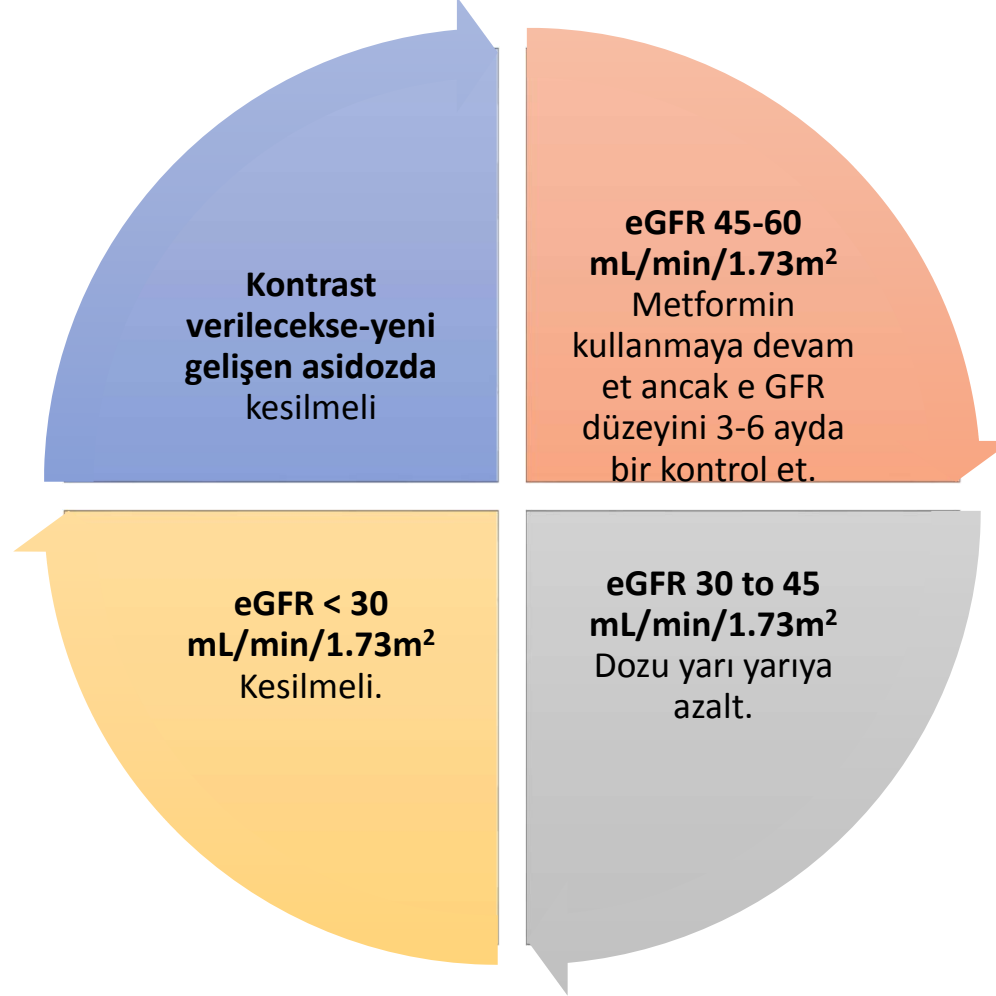 Kontrast
verilecekse-yeni
gelişen asidozda
kesilmeli
eGFR 45-60
mL/min/1.73m²
Metformin
kullanmaya devam
et ancak e GFR
düzeyini 3-6 ayda
bir kontrol et.
eGFR < 30
mL/min/1.73m²
Kesilmeli.
eGFR 30 to 45
mL/min/1.73m²
Dozu yarı yarıya
azalt.